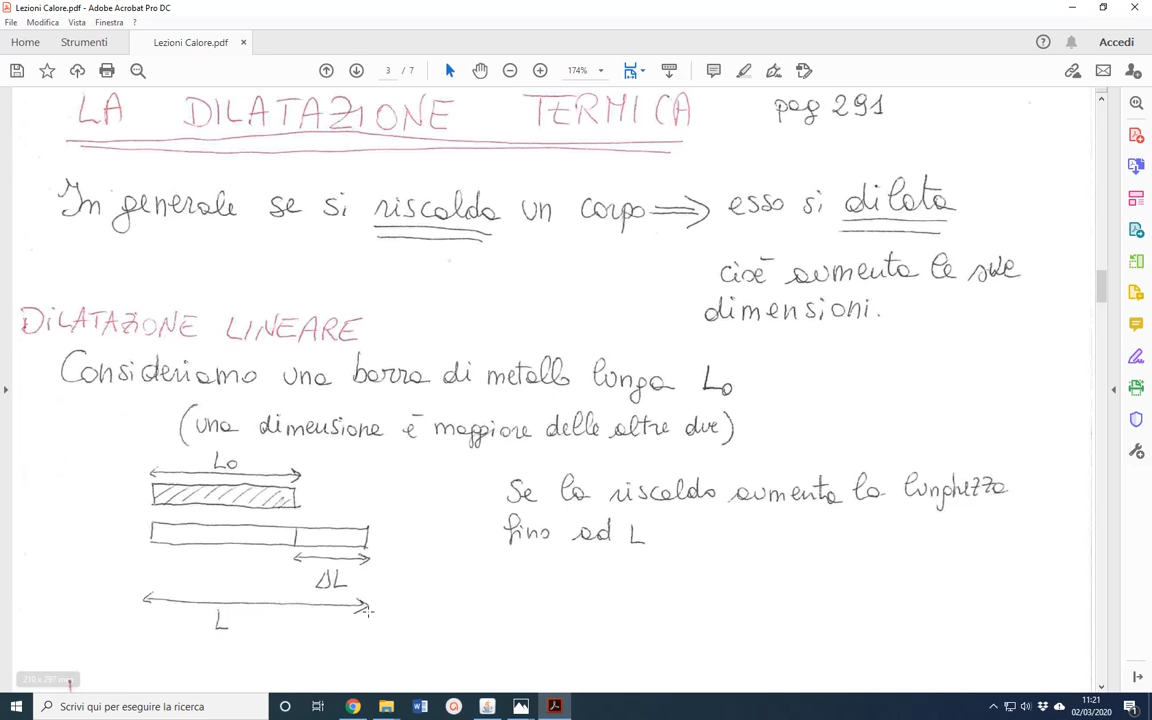 Lezioni Calore.pdf - Adobe Acrobat Pro DC
File Modifica Vista Finestra ?
Home Strumenti Lezioni Calore.pdf × Accedi
3 / 7 174%
LA DILATAZIONE TERMICA pag 291
In generale se si riscalda un corpo ⟹ esso si dilata
cioè aumenta le sue
dimensioni.
DILATAZIONE LINEARE
Consideriamo una barra di metallo lunga L₀
(una dimensione è maggiore delle altre due)
L₀
Se la riscaldo aumenta la lunghezza
fino ad L
ΔL
L
210 x 297 mm
Scrivi qui per eseguire la ricerca
11:21
02/03/2020